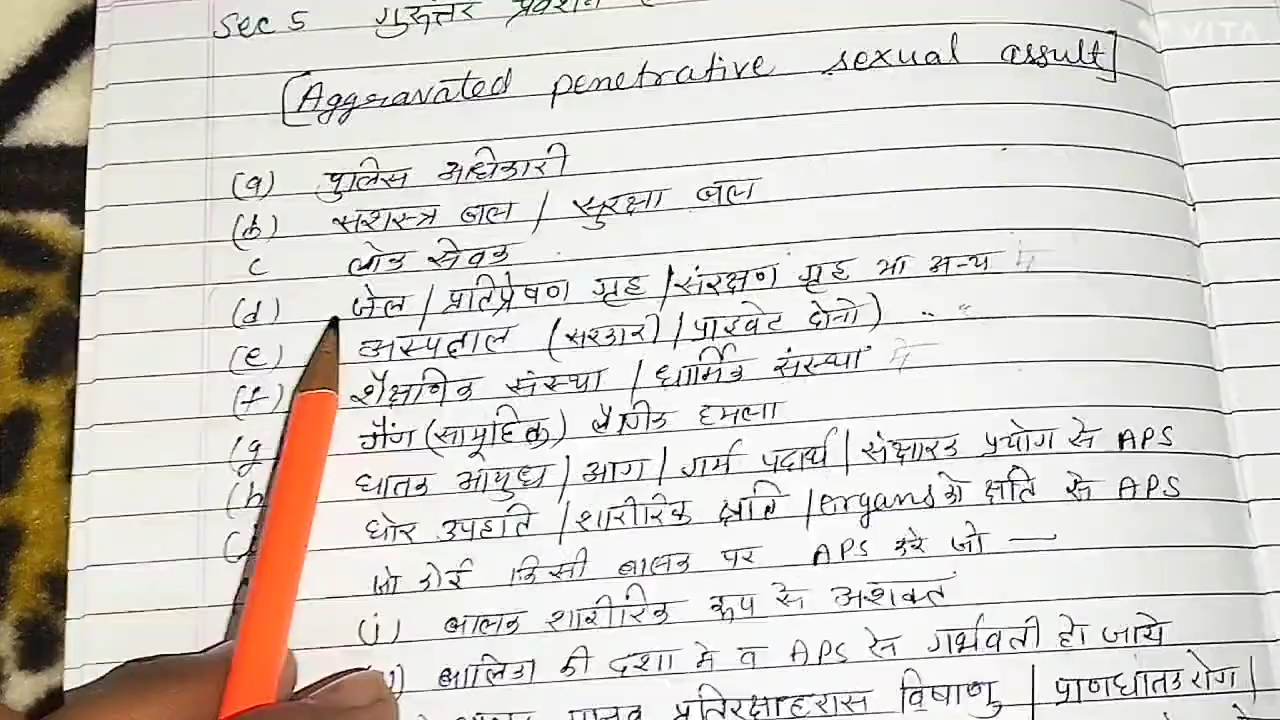 VITA
Sec 5 गुरुत्तर प्रवेशन
[Aggravated penetrative sexual assult]
(a) पुलिस अधिकारी
(b) सशस्त्र बल / सुरक्षा बल
c लोक सेवक
(d) जेल / प्रतिप्रेषण गृह / संरक्षण गृह या अन्य में
(e) अस्पताल (सरकारी / प्राइवेट दोनो) .. "
(f) शैक्षणिक संस्था / धार्मिक संस्था में
(g गैंग (सामूहिक) लैंगिक हमला
(h घातक आयुध / आग / गर्म पदार्थ / संक्षारक प्रयोग से APS
घोर उपहति / शारीरिक क्षति / organs को क्षति से APS
जो कोई किसी बालक पर APS करे जो —
(i) बालक शारीरिक रूप से अशक्त
बालिका की दशा मे व APS से गर्भवती हो जाये
मानव प्रतिरक्षाहरास विषाणु / प्राणघातक रोग /